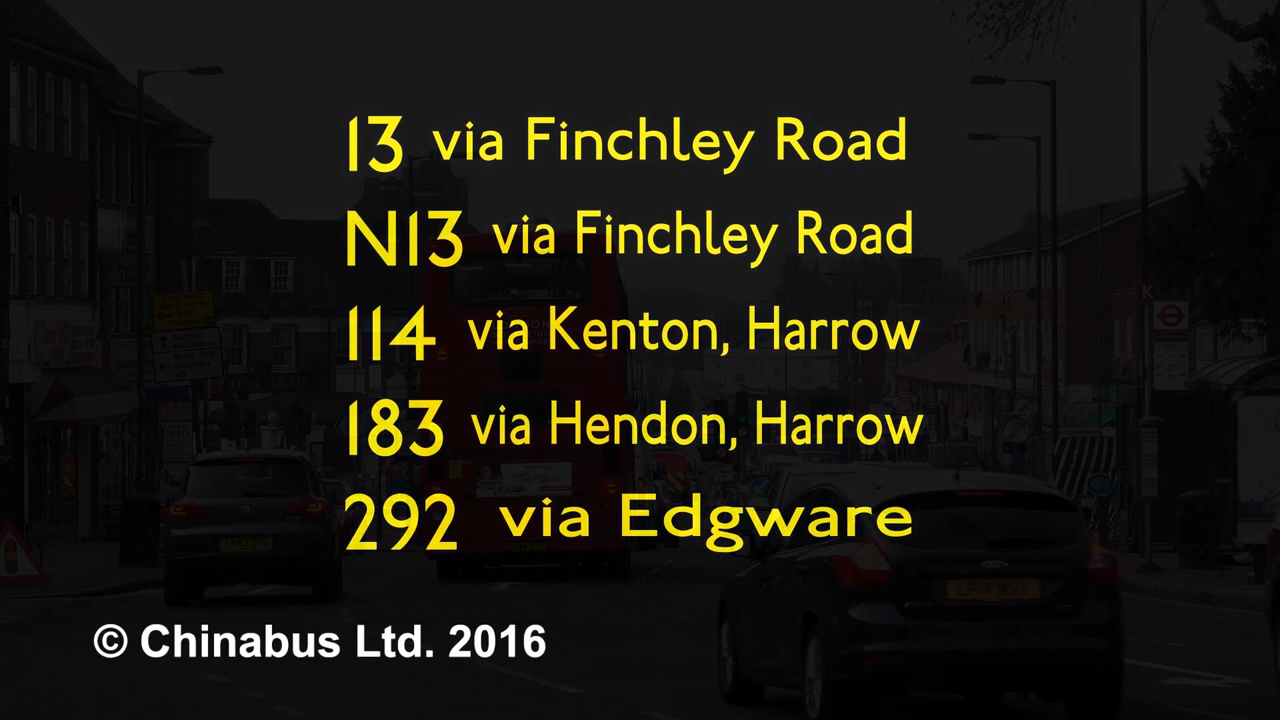 13 via Finchley Road
N13 via Finchley Road
114 via Kenton, Harrow
183 via Hendon, Harrow
292 via Edgware
© Chinabus Ltd. 2016
K